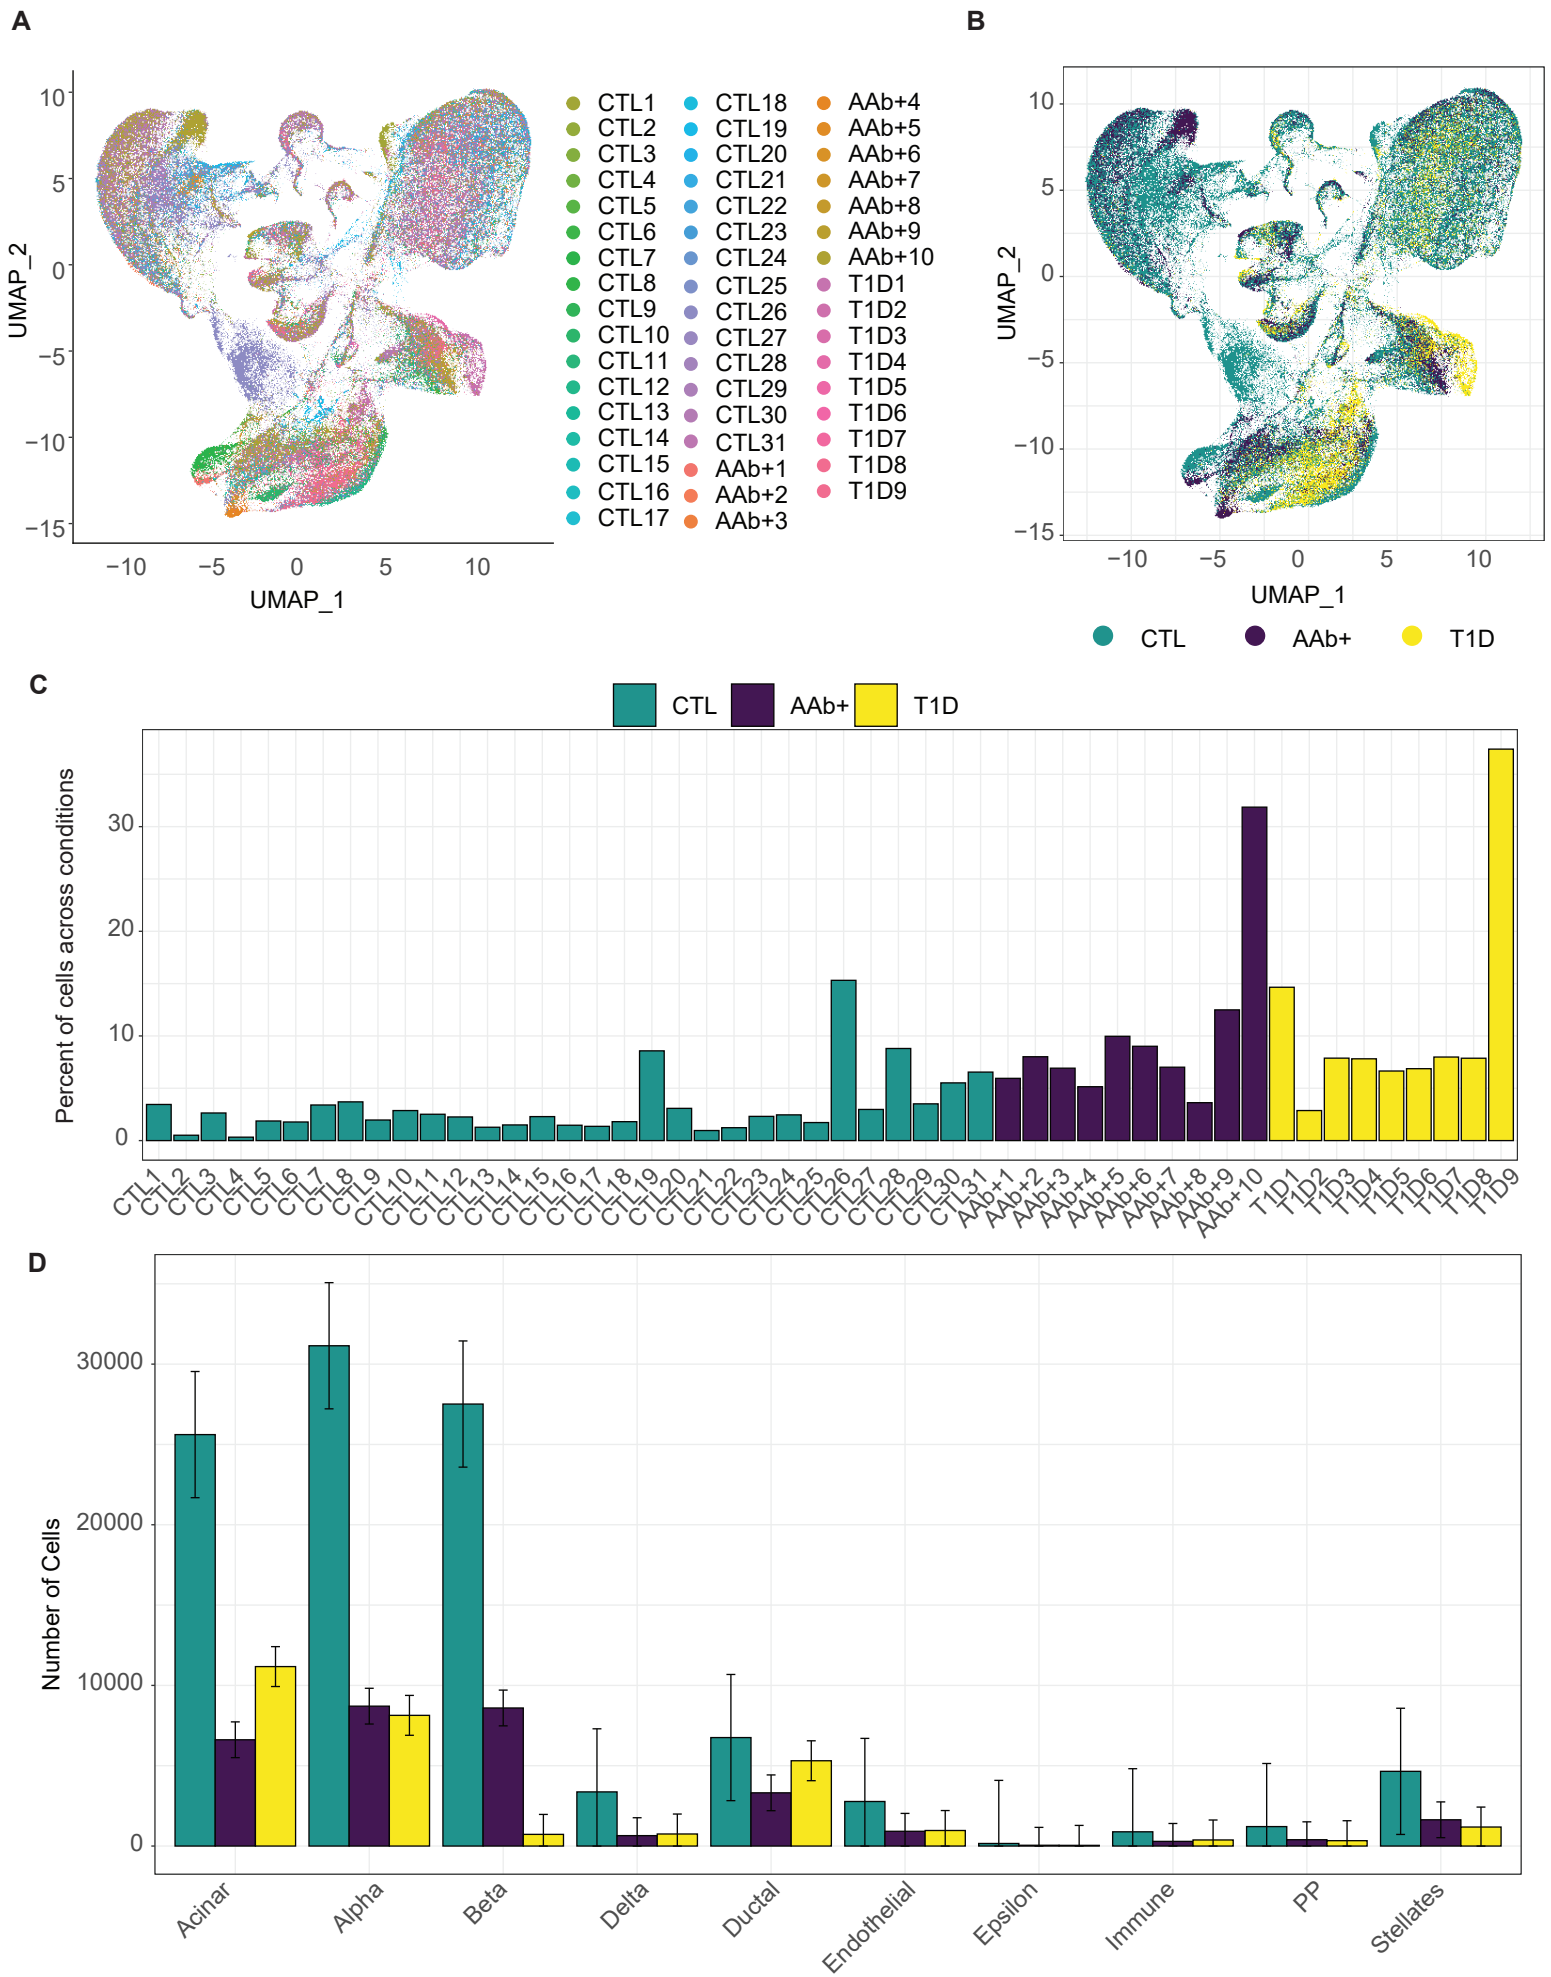 A
B
10
5
0
−5
−10
−15
UMAP_2
−10
−5
0
5
10
UMAP_1
CTL1
CTL2
CTL3
CTL4
CTL5
CTL6
CTL7
CTL8
CTL9
CTL10
CTL11
CTL12
CTL13
CTL14
CTL15
CTL16
CTL17
CTL18
CTL19
CTL20
CTL21
CTL22
CTL23
CTL24
CTL25
CTL26
CTL27
CTL28
CTL29
CTL30
CTL31
AAb+1
AAb+2
AAb+3
AAb+4
AAb+5
AAb+6
AAb+7
AAb+8
AAb+9
AAb+10
T1D1
T1D2
T1D3
T1D4
T1D5
T1D6
T1D7
T1D8
T1D9
10
5
0
−5
−10
−15
UMAP_2
−10
−5
0
5
10
UMAP_1
CTL
AAb+
T1D
C
CTL
AAb+
T1D
Percent of cells across conditions
30
20
10
0
CTL1
CTL2
CTL3
CTL4
CTL5
CTL6
CTL7
CTL8
CTL9
CTL10
CTL11
CTL12
CTL13
CTL14
CTL15
CTL16
CTL17
CTL18
CTL19
CTL20
CTL21
CTL22
CTL23
CTL24
CTL25
CTL26
CTL27
CTL28
CTL29
CTL30
CTL31
AAb+1
AAb+2
AAb+3
AAb+4
AAb+5
AAb+6
AAb+7
AAb+8
AAb+9
AAb+10
T1D1
T1D2
T1D3
T1D4
T1D5
T1D6
T1D7
T1D8
T1D9
D
Number of Cells
30000
20000
10000
0
Acinar
Alpha
Beta
Delta
Ductal
Endothelial
Epsilon
Immune
PP
Stellates